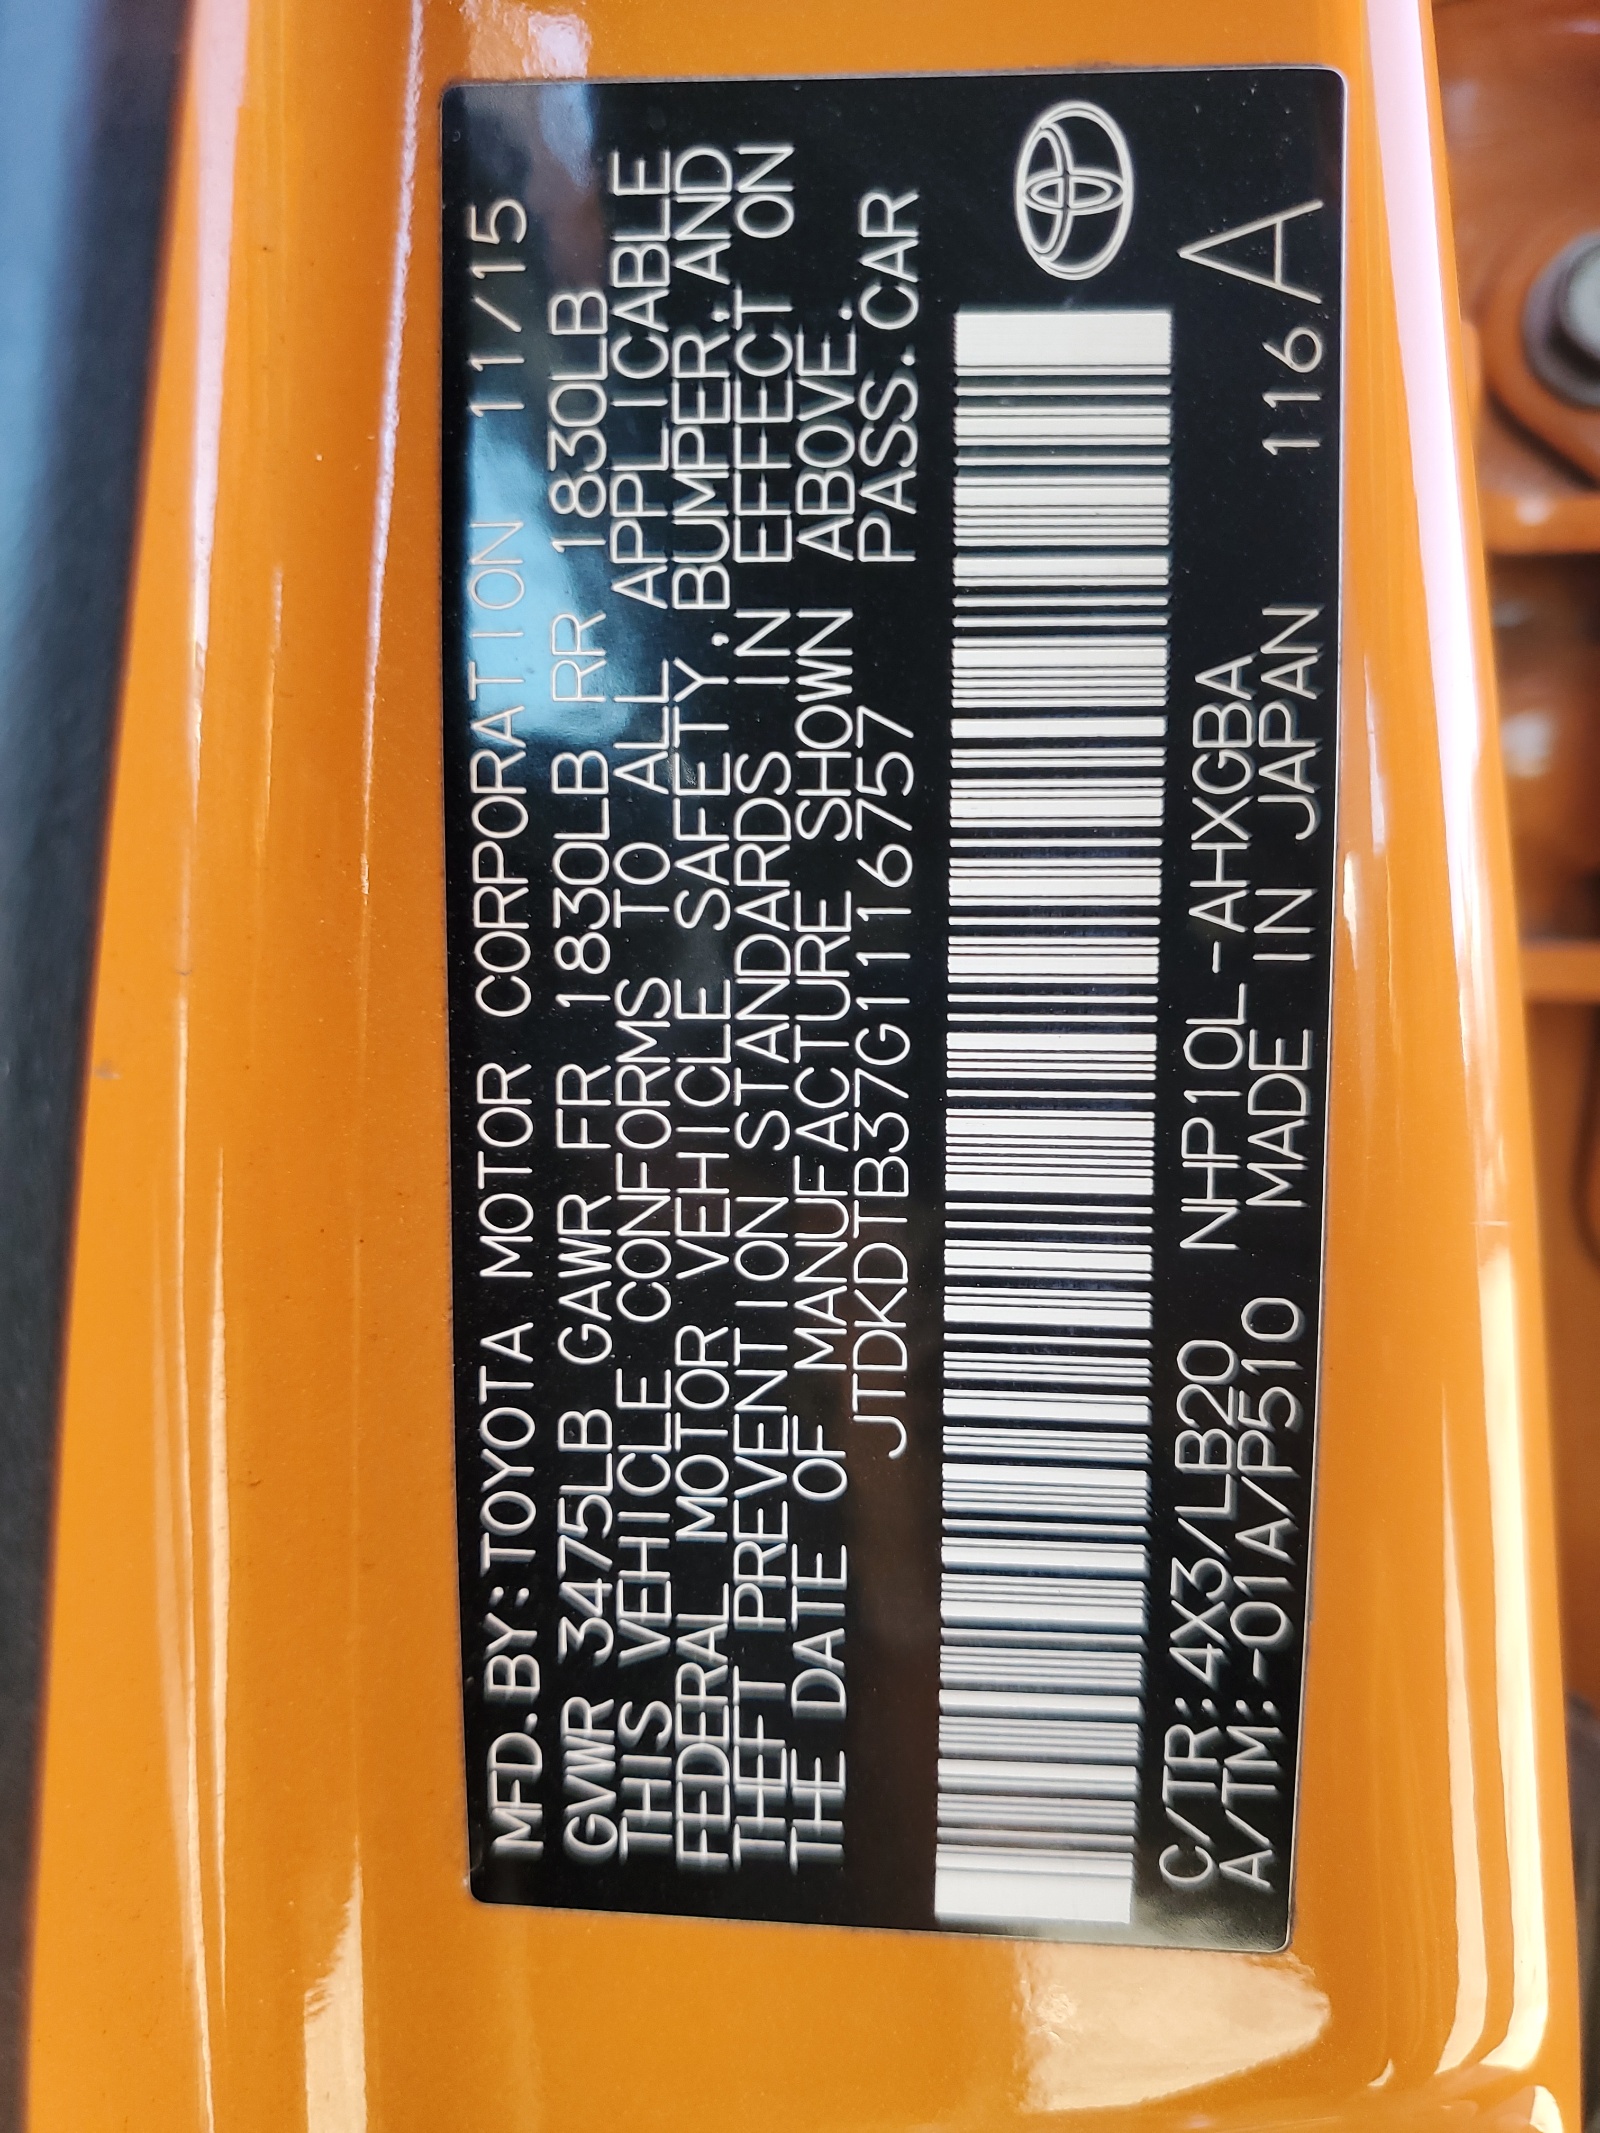 MFD.BY:TOYOTA MOTOR CORPORATION 11/15
GVWR 3475LB GAWR FR 1830LB RR 1830LB
THIS VEHICLE CONFORMS TO ALL APPLICABLE
FEDERAL MOTOR VEHICLE SAFETY, BUMPER, AND
THEFT PREVENTION STANDARDS IN EFFECT ON
THE DATE OF MANUFACTURE SHOWN ABOVE.
JTDKDTB37G1116757 PASS.CAR
C/TR:4X3/LB20 NHP10L-AHXGBA
A/TM:-01A/P510 MADE IN JAPAN 116A